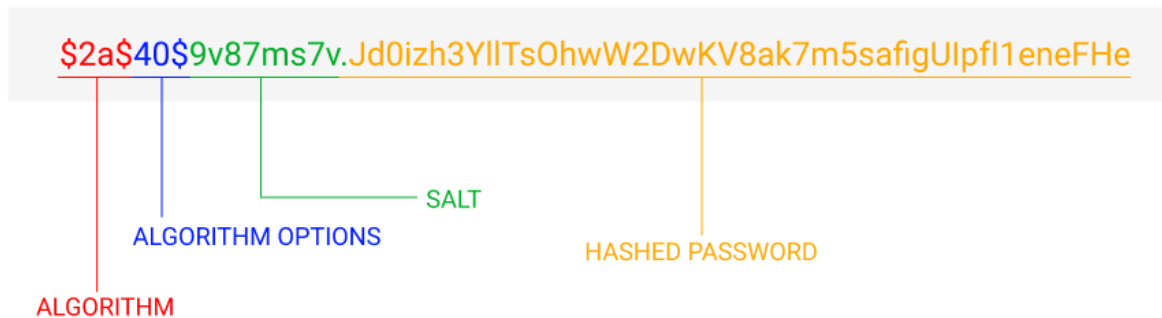 $2a$40$9v87ms7v.Jd0izh3YllTsOhwW2DwKV8ak7m5safigUIpfI1eneFHe
SALT
ALGORITHM OPTIONS
HASHED PASSWORD
ALGORITHM